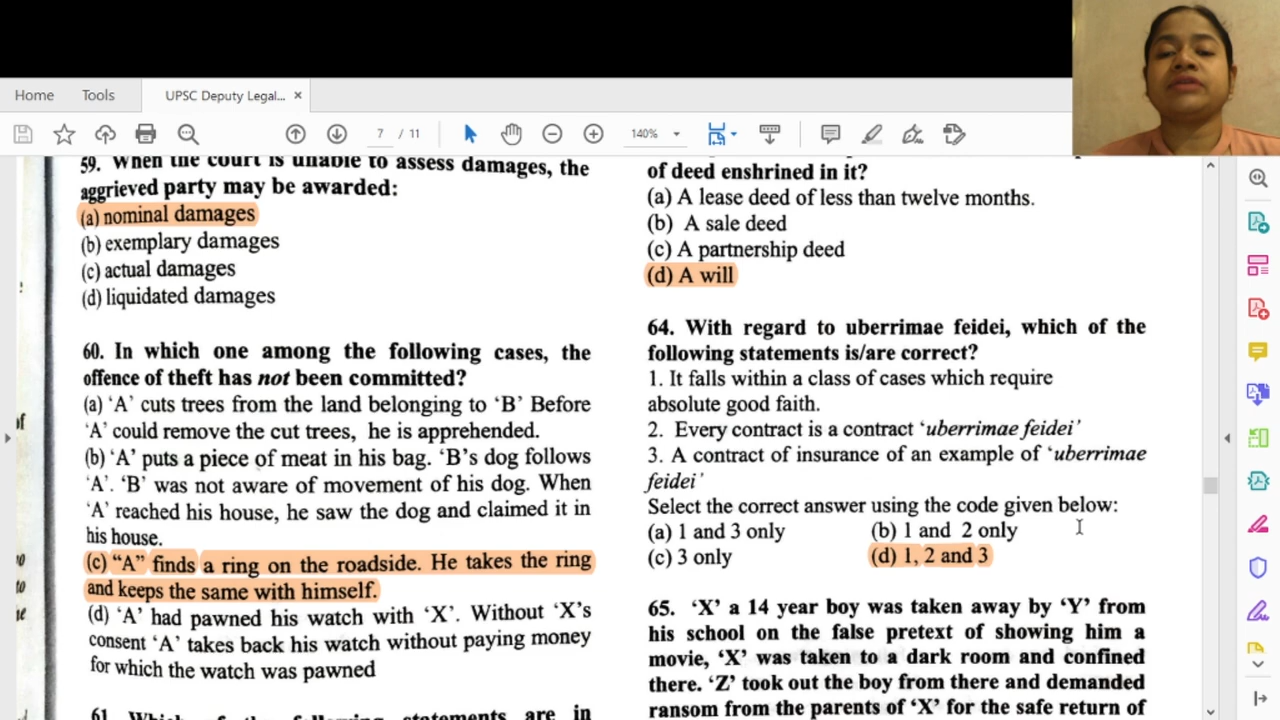 Home Tools UPSC Deputy Legal... ×
7 / 11 140%
59. When the court is unable to assess damages, the
aggrieved party may be awarded:
(a) nominal damages
(b) exemplary damages
(c) actual damages
(d) liquidated damages
60. In which one among the following cases, the
offence of theft has not been committed?
(a) ‘A’ cuts trees from the land belonging to ‘B’ Before
‘A’ could remove the cut trees, he is apprehended.
(b) ‘A’ puts a piece of meat in his bag. ‘B’s dog follows
‘A’. ‘B’ was not aware of movement of his dog. When
‘A’ reached his house, he saw the dog and claimed it in
his house.
(c) “A” finds a ring on the roadside. He takes the ring
and keeps the same with himself.
(d) ‘A’ had pawned his watch with ‘X’. Without ‘X’s
consent ‘A’ takes back his watch without paying money
for which the watch was pawned
61. Which of the following statements are in
of deed enshrined in it?
(a) A lease deed of less than twelve months.
(b) A sale deed
(c) A partnership deed
(d) A will
64. With regard to uberrimae feidei, which of the
following statements is/are correct?
1. It falls within a class of cases which require
absolute good faith.
2. Every contract is a contract ‘uberrimae feidei’
3. A contract of insurance of an example of ‘uberrimae
feidei’
Select the correct answer using the code given below:
(a) 1 and 3 only (b) 1 and 2 only
(c) 3 only (d) 1, 2 and 3
65. ‘X’ a 14 year boy was taken away by ‘Y’ from
his school on the false pretext of showing him a
movie, ‘X’ was taken to a dark room and confined
there. ‘Z’ took out the boy from there and demanded
ransom from the parents of ‘X’ for the safe return of